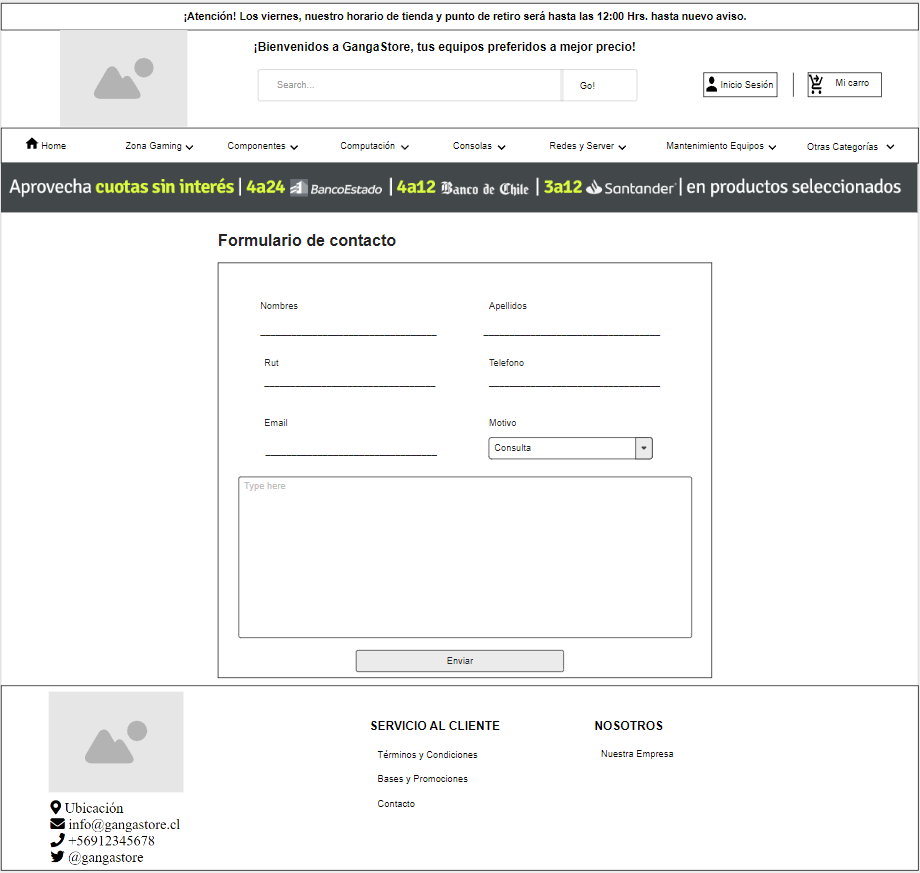 ¡Atención! Los viernes, nuestro horario de tienda y punto de retiro será hasta las 12:00 Hrs. hasta nuevo aviso.
¡Bienvenidos a GangaStore, tus equipos preferidos a mejor precio!
Search... Go! Inicio Sesión Mi carro
Home Zona Gaming Componentes Computación Consolas Redes y Server Mantenimiento Equipos Otras Categorías
Aprovecha cuotas sin interés | 4a24 BancoEstado | 4a12 Banco de Chile | 3a12 Santander | en productos seleccionados
Formulario de contacto
Nombres Apellidos
Rut Telefono
Email Motivo
Consulta
Type here
Enviar
SERVICIO AL CLIENTE NOSOTROS
Términos y Condiciones Nuestra Empresa
Bases y Promociones
Contacto
Ubicación
info@gangastore.cl
+56912345678
@gangastore